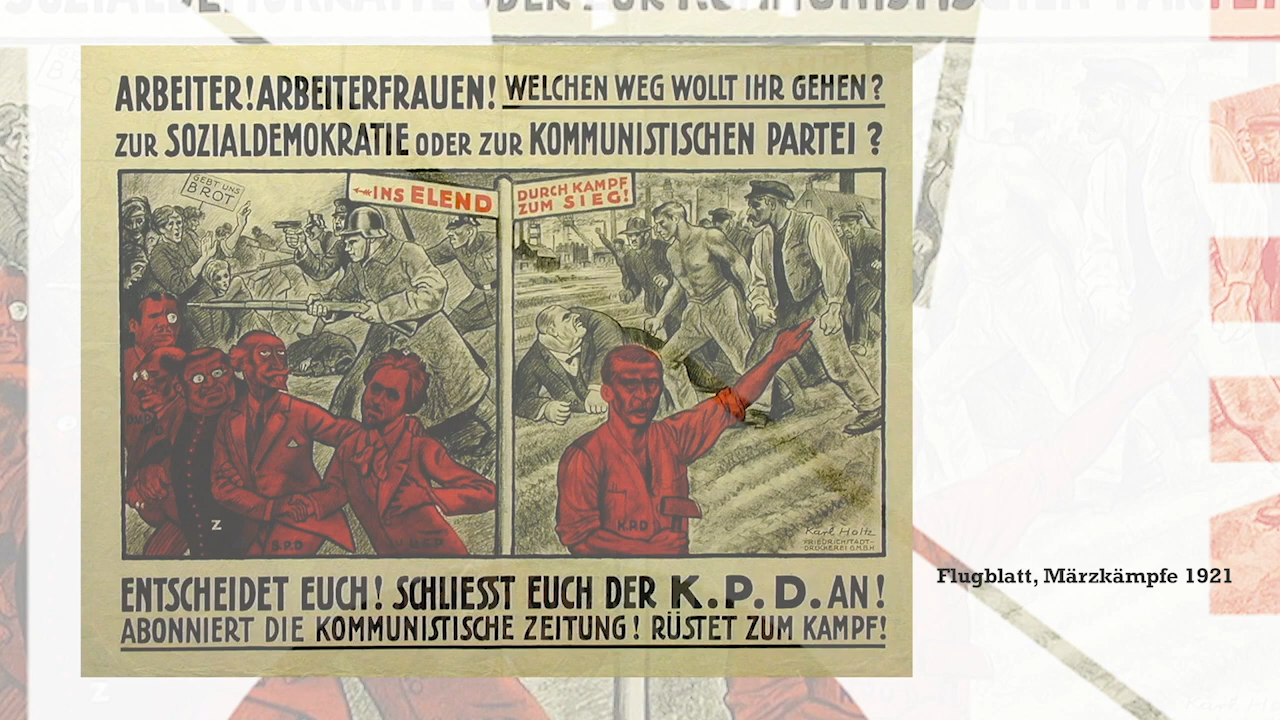 ARBEITER! ARBEITERFRAUEN! WELCHEN WEG WOLLT IHR GEHEN?
ZUR SOZIALDEMOKRATIE ODER ZUR KOMMUNISTISCHEN PARTEI?
GEBT UNS
BROT
INS ELEND
DURCH KAMPF
ZUM SIEG!
Z
S.P.D
U.S.P
K.P.D
Karl Holtz
FRIEDRICHSTADT-
DRUCKEREI G.M.B.H
ENTSCHEIDET EUCH! SCHLIESST EUCH DER K.P.D. AN!
ABONNIERT DIE KOMMUNISTISCHE ZEITUNG! RÜSTET ZUM KAMPF!
Flugblatt, Märzkämpfe 1921